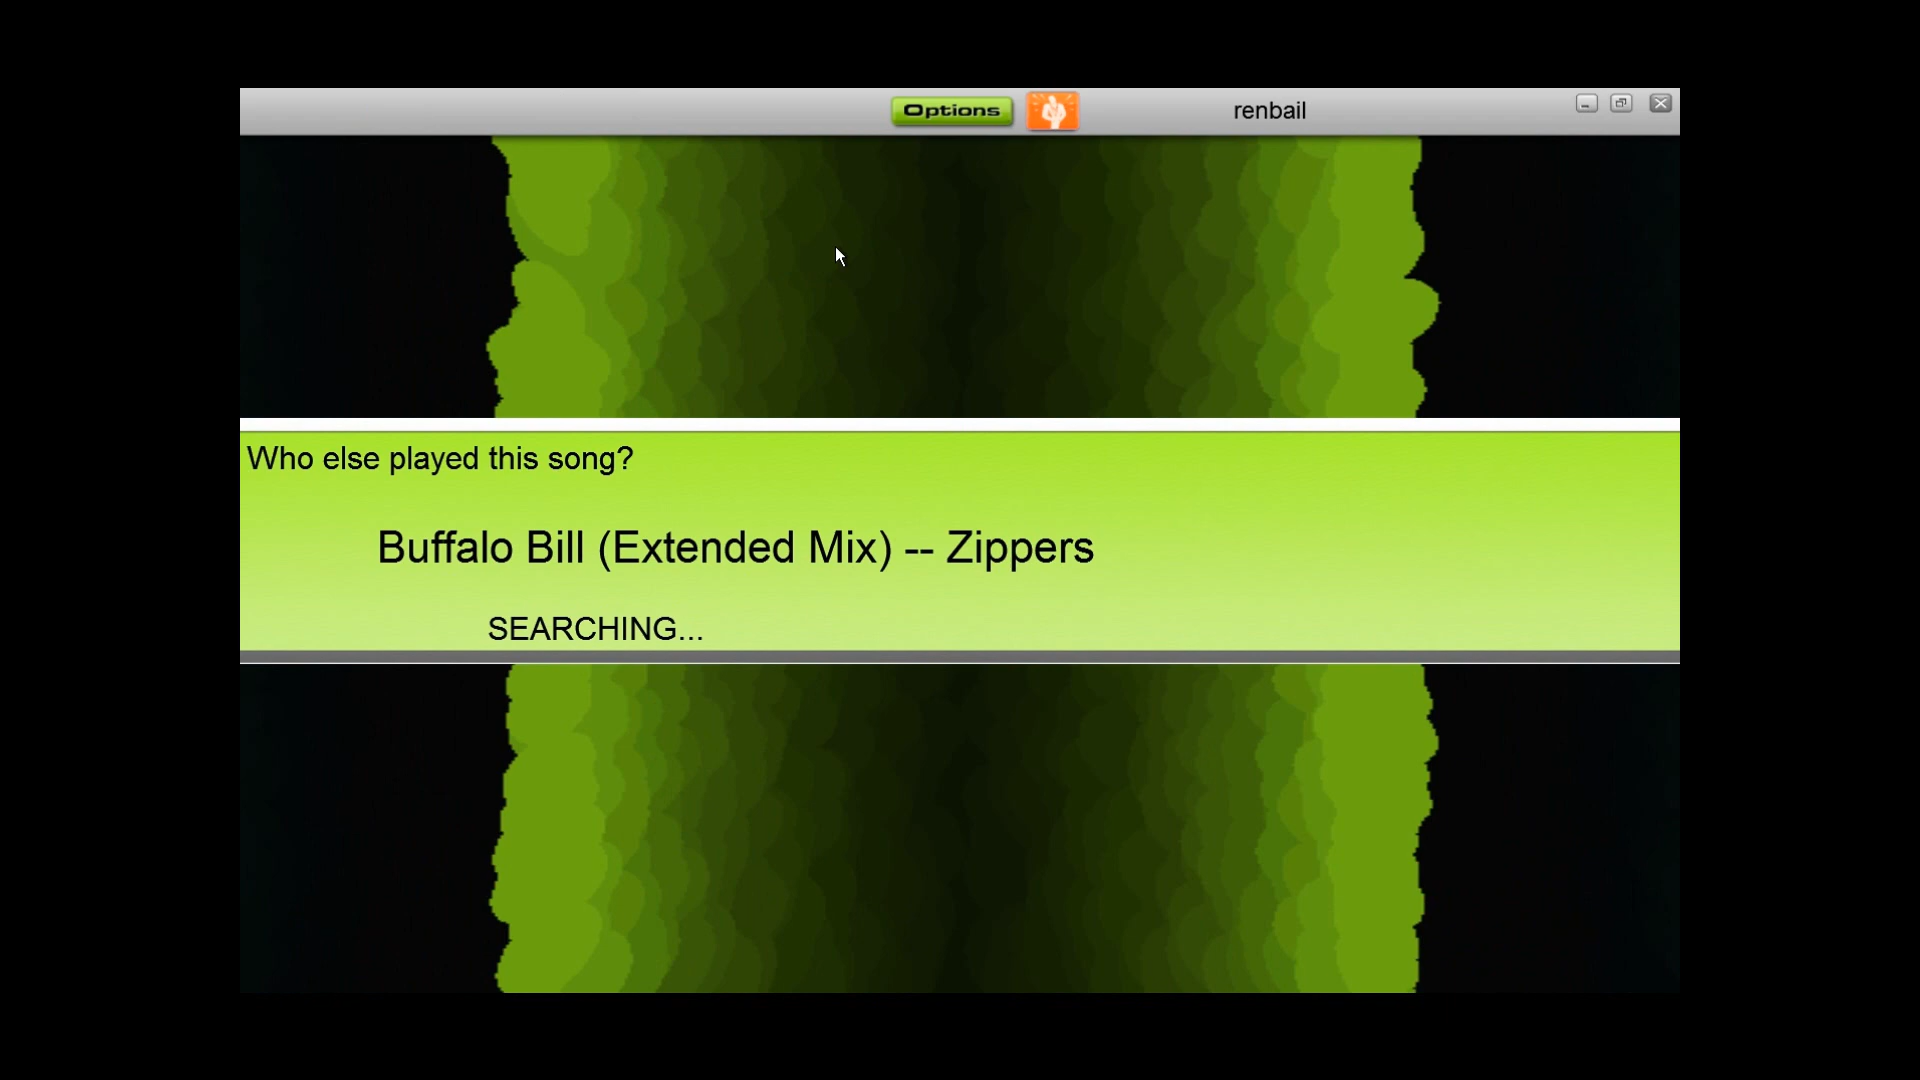 Options
renbail
Who else played this song?
Buffalo Bill (Extended Mix) -- Zippers
SEARCHING...